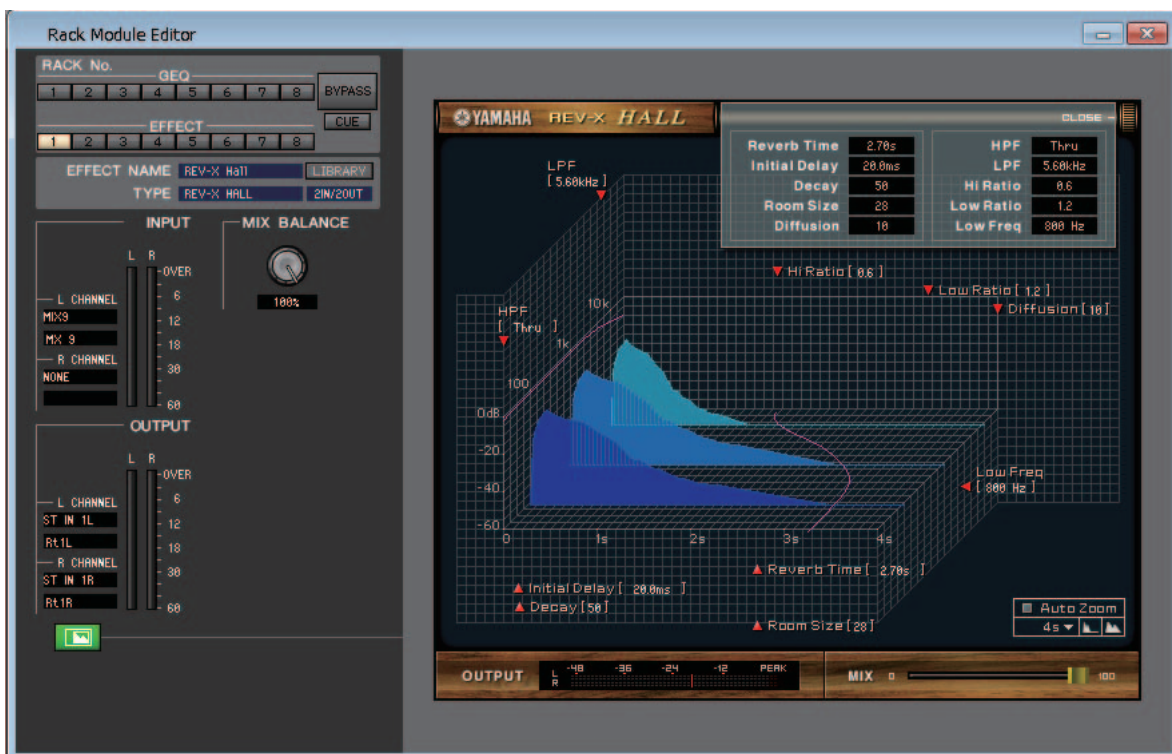 Rack Module Editor
RACK No.
GEQ
1 2 3 4 5 6 7 8
BYPASS
CUE
EFFECT
1 2 3 4 5 6 7 8
EFFECT NAME REV-X Hall LIBRARY
TYPE REV-X HALL 2IN/2OUT
INPUT
L R
OVER
6
12
18
30
60
L CHANNEL
MIX9
MX 9
R CHANNEL
NONE
MIX BALANCE
100%
OUTPUT
L R
OVER
6
12
18
30
60
L CHANNEL
ST IN 1L
Rt1L
R CHANNEL
ST IN 1R
Rt1R
YAMAHA REV-X HALL
CLOSE
Reverb Time 2.70s
Initial Delay 20.0ms
Decay 50
Room Size 28
Diffusion 10
HPF Thru
LPF 5.60kHz
Hi Ratio 0.6
Low Ratio 1.2
Low Freq 800 Hz
LPF
[ 5.60kHz ]
Hi Ratio [ 0.6 ]
Low Ratio [ 1.2 ]
Diffusion [ 10 ]
HPF
[ Thru ]
10k
1k
100
0dB
-20
-40
-60
0 1s 2s 3s 4s
Low Freq
[ 800 Hz ]
Reverb Time [ 2.70s ]
Initial Delay [ 20.0ms ]
Decay [ 50 ]
Room Size [ 28 ]
Auto Zoom
4s
OUTPUT
L
R
-48 -36 -24 -12 PEAK
MIX 0 100